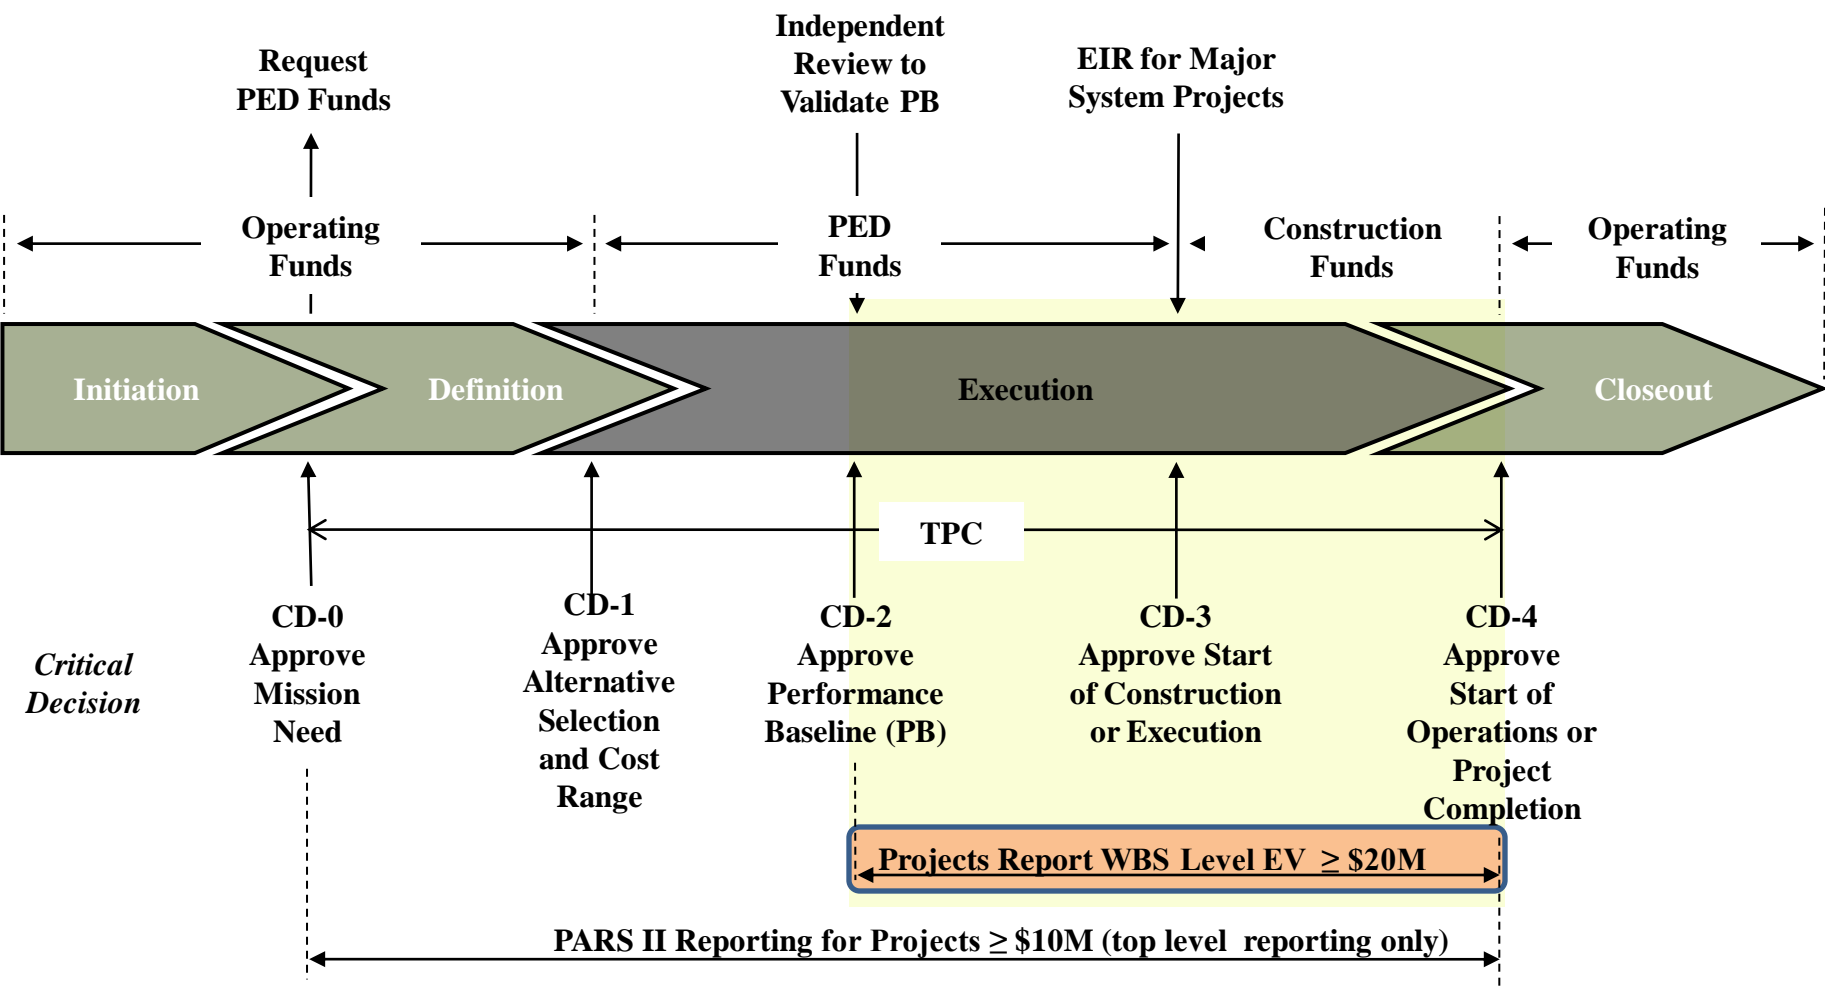 Request
PED Funds
Independent
Review to
Validate PB
EIR for Major
System Projects
Operating
Funds
PED
Funds
Construction
Funds
Operating
Funds
Initiation
Definition
Execution
Closeout
TPC
Critical
Decision
CD-0
Approve
Mission
Need
CD-1
Approve
Alternative
Selection
and Cost
Range
CD-2
Approve
Performance
Baseline (PB)
CD-3
Approve Start
of Construction
or Execution
CD-4
Approve
Start of
Operations or
Project
Completion
Projects Report WBS Level EV ≥ $20M
PARS II Reporting for Projects ≥ $10M (top level reporting only)